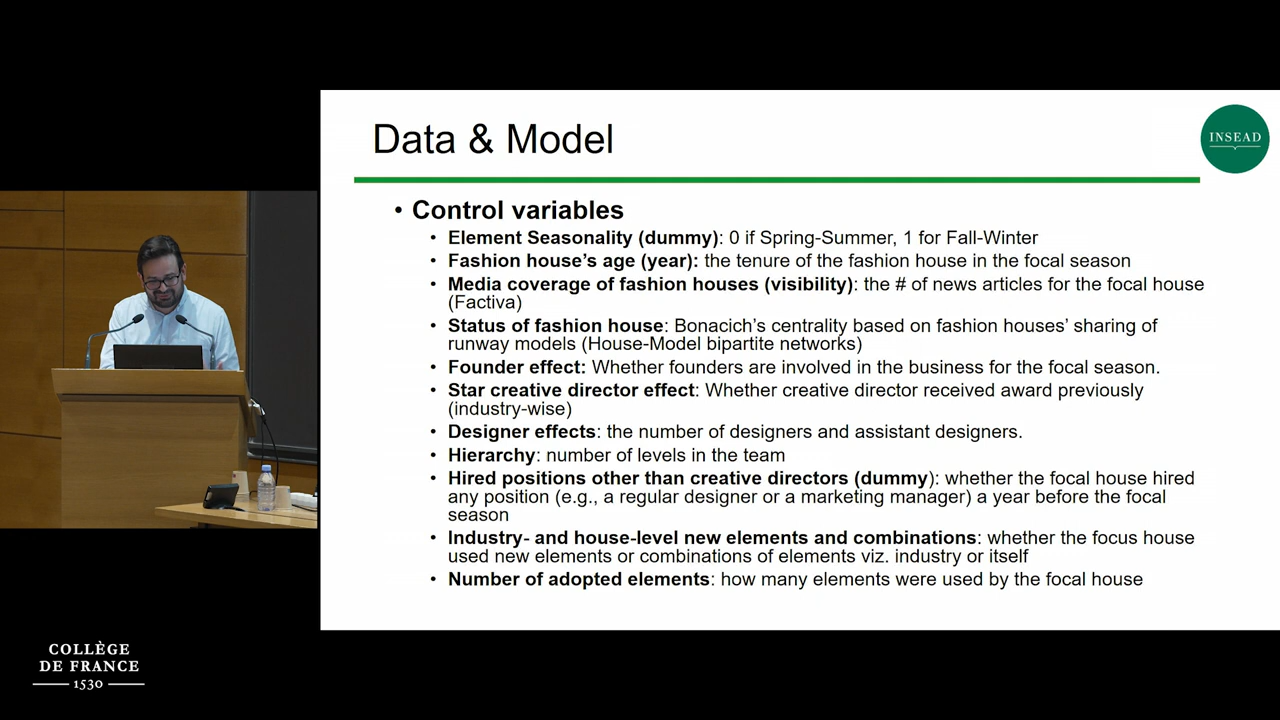 Data & Model
INSEAD
• Control variables
• Element Seasonality (dummy): 0 if Spring-Summer, 1 for Fall-Winter
• Fashion house's age (year): the tenure of the fashion house in the focal season
• Media coverage of fashion houses (visibility): the # of news articles for the focal house
(Factiva)
• Status of fashion house: Bonacich's centrality based on fashion houses' sharing of
runway models (House-Model bipartite networks)
• Founder effect: Whether founders are involved in the business for the focal season.
• Star creative director effect: Whether creative director received award previously
(industry-wise)
• Designer effects: the number of designers and assistant designers.
• Hierarchy: number of levels in the team
• Hired positions other than creative directors (dummy): whether the focal house hired
any position (e.g., a regular designer or a marketing manager) a year before the focal
season
• Industry- and house-level new elements and combinations: whether the focus house
used new elements or combinations of elements viz. industry or itself
• Number of adopted elements: how many elements were used by the focal house
COLLÈGE
DE FRANCE
1530